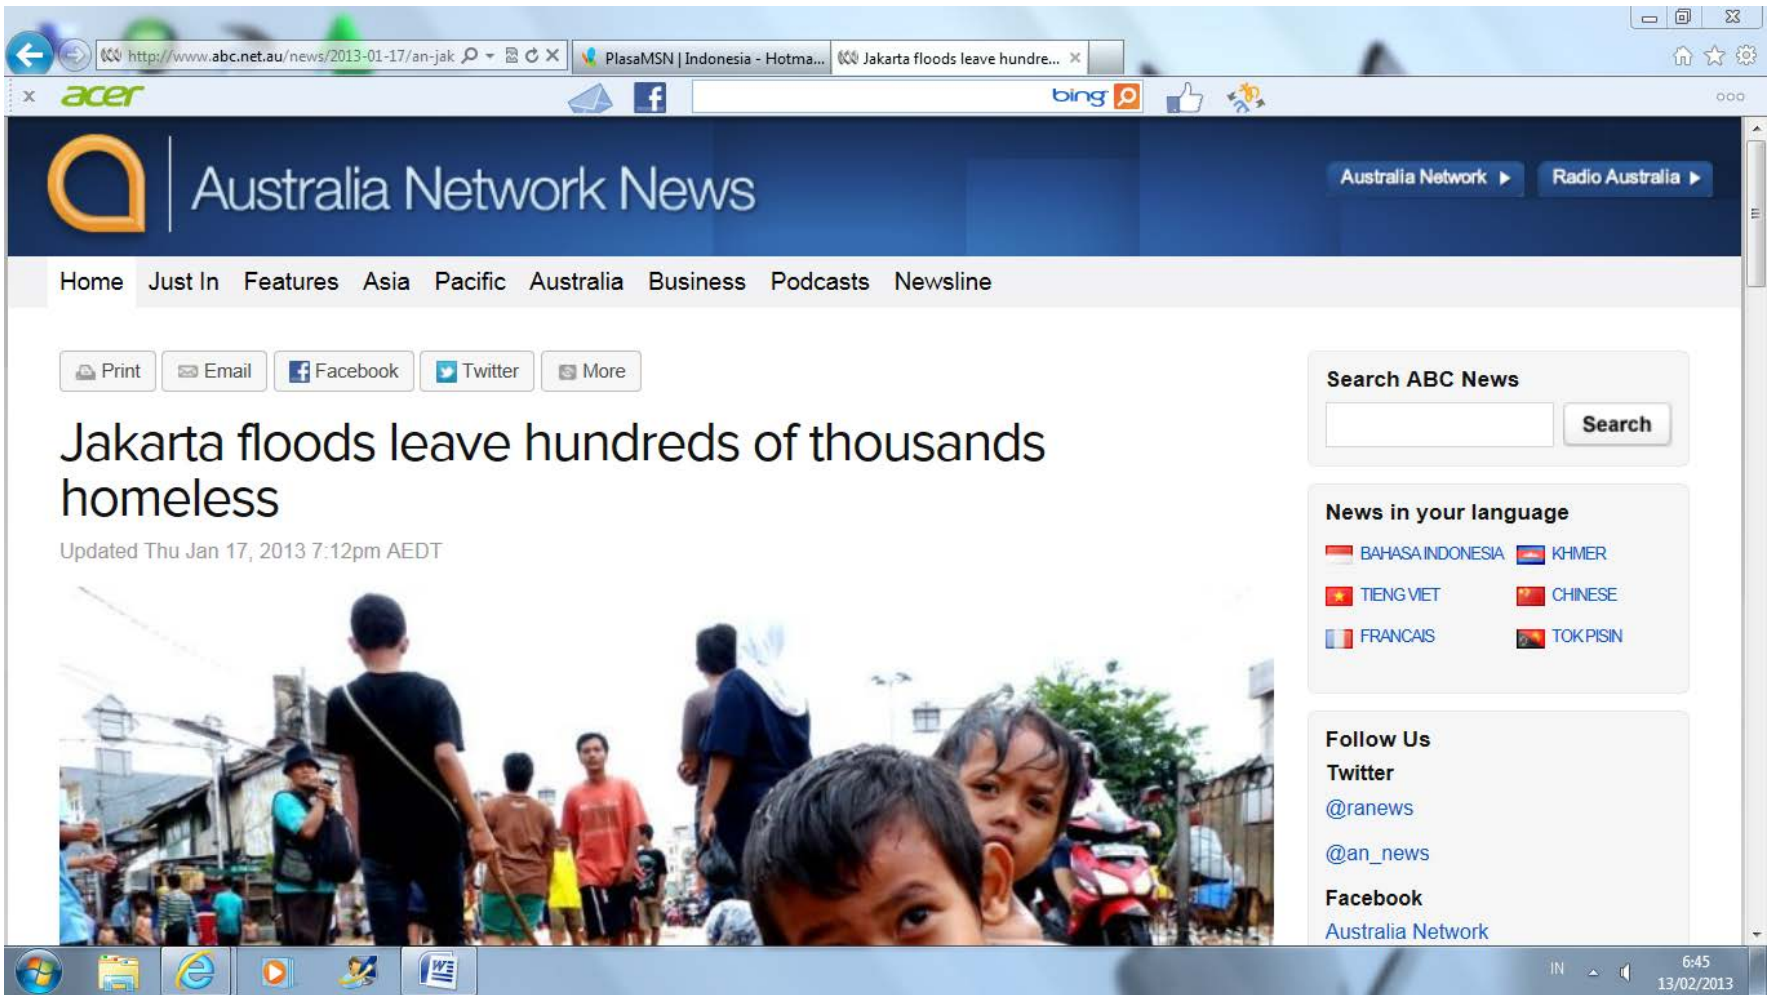 http://www.abc.net.au/news/2013-01-17/an-jak
PlasaMSN | Indonesia - Hotma...
Jakarta floods leave hundre...
acer
bing
Australia Network News
Australia Network
Radio Australia
Home Just In Features Asia Pacific Australia Business Podcasts Newsline
Print Email Facebook Twitter More
Jakarta floods leave hundreds of thousands
homeless
Updated Thu Jan 17, 2013 7:12pm AEDT
Search ABC News
Search
News in your language
BAHASA INDONESIA KHMER
TIENG VIET CHINESE
FRANCAIS TOK PISIN
Follow Us
Twitter
@ranews
@an_news
Facebook
Australia Network
IN
6:45
13/02/2013